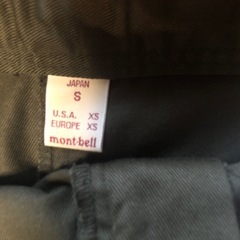 JAPAN
S
U.S.A. XS
EUROPE XS
mont-bell